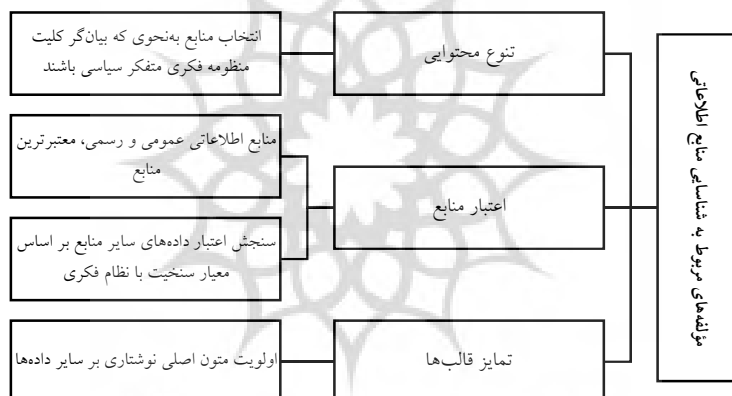 مؤلفه‌های مربوط به شناسایی منابع اطلاعاتی
تنوع محتوایی
انتخاب منابع به‌نحوی که بیان‌گر کلیت
منظومه فکری متفکر سیاسی باشند
اعتبار منابع
منابع اطلاعاتی عمومی و رسمی، معتبرترین
منابع
سنجش اعتبار داده‌های سایر منابع بر اساس
معیار سنخیت با نظام فکری
تمایز قالب‌ها
اولویت متون اصلی نوشتاری بر سایر داده‌ها